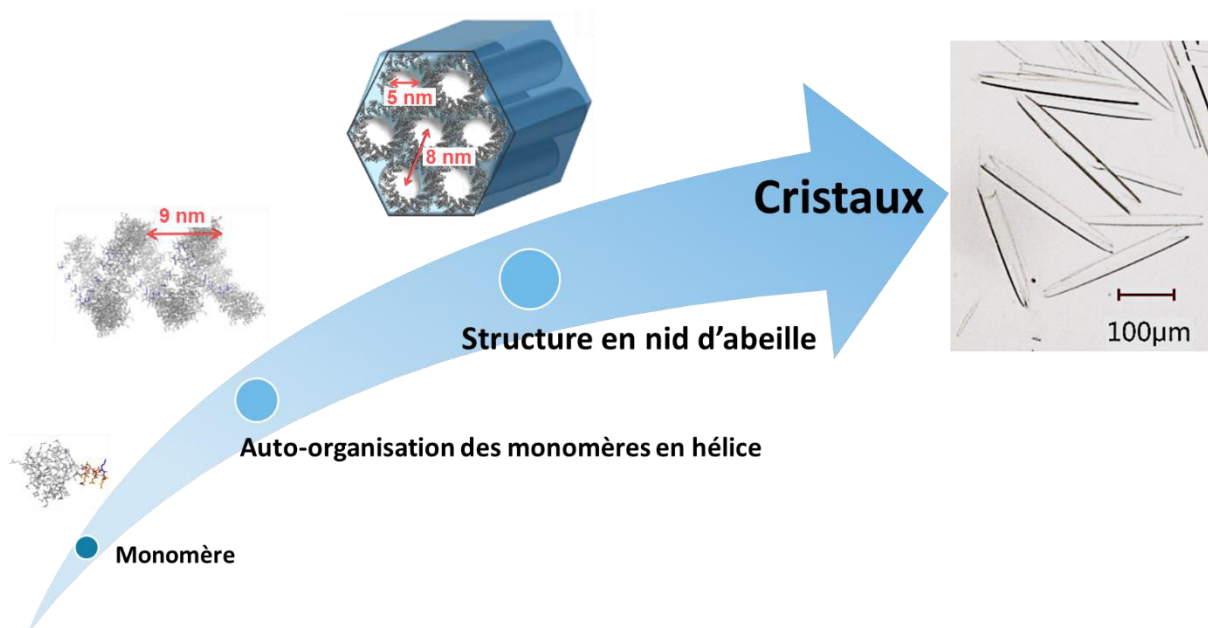 5 nm
8 nm
9 nm
Cristaux
100µm
Structure en nid d'abeille
Auto-organisation des monomères en hélice
Monomère